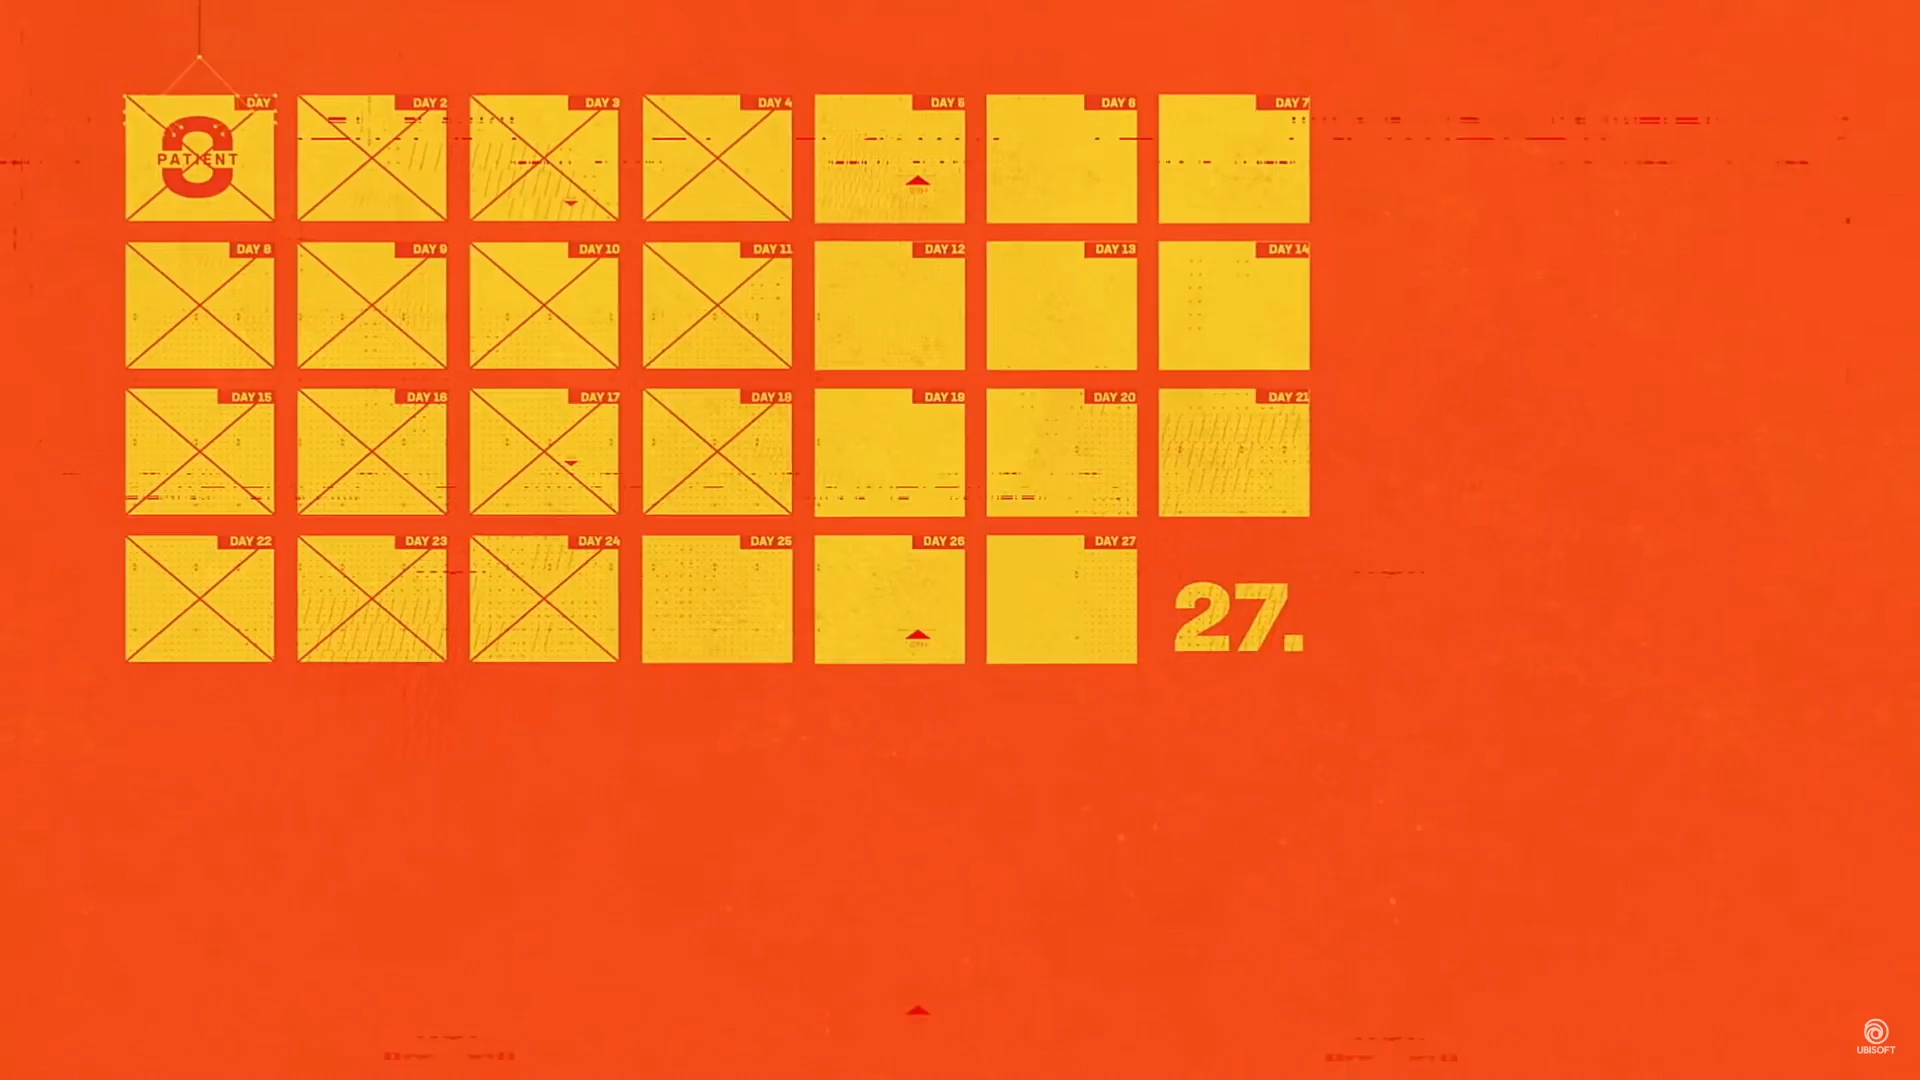 DAY
DAY 2
DAY 3
DAY 4
DAY 5
DAY 6
DAY 7
PATIENT
0
DAY 8
DAY 9
DAY 10
DAY 11
DAY 12
DAY 13
DAY 14
DAY 15
DAY 16
DAY 17
DAY 18
DAY 19
DAY 20
DAY 21
DAY 22
DAY 23
DAY 24
DAY 25
DAY 26
DAY 27
27.
UBISOFT